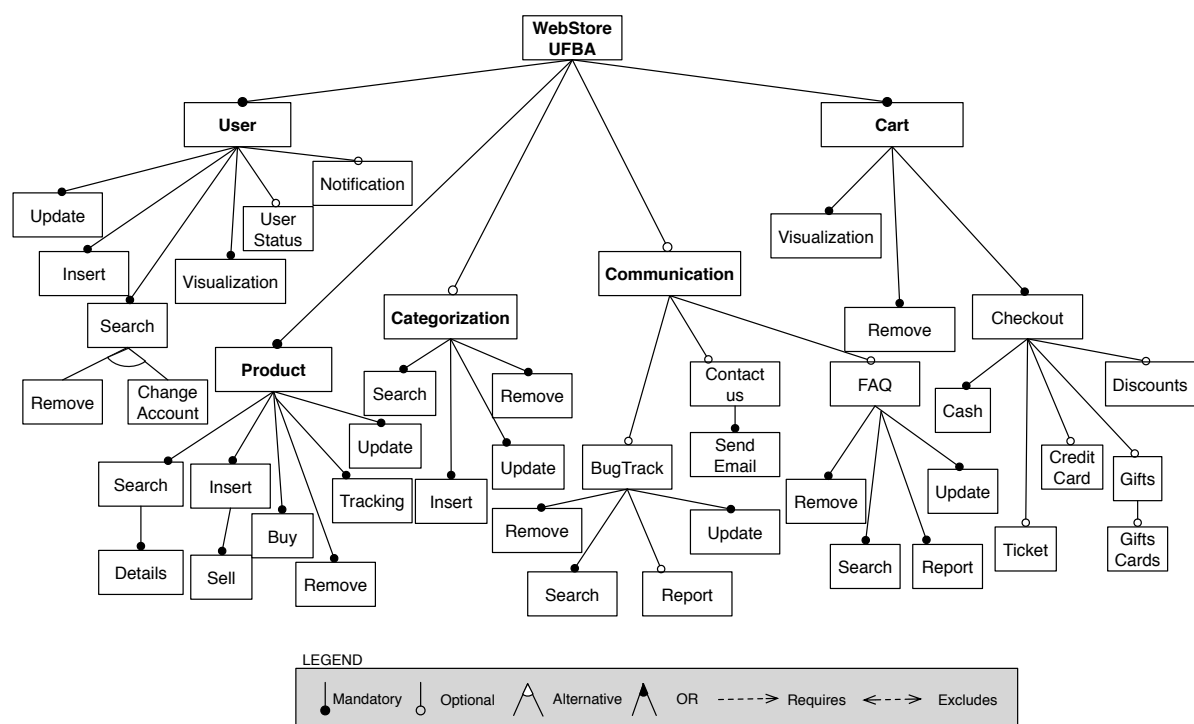 WebStore
UFBA
User
Cart
Notification
Update
User
Status
Visualization
Insert
Visualization
Communication
Search
Categorization
Remove
Checkout
Product
Remove
Change
Account
Search
Remove
Contact
us
FAQ
Cash
Discounts
Update
Send
Email
Search
Insert
Tracking
Insert
Update
BugTrack
Remove
Update
Credit
Card
Gifts
Details
Sell
Buy
Remove
Remove
Update
Search
Report
Ticket
Gifts
Cards
Search
Report
LEGEND
Mandatory
Optional
Alternative
OR
Requires
Excludes